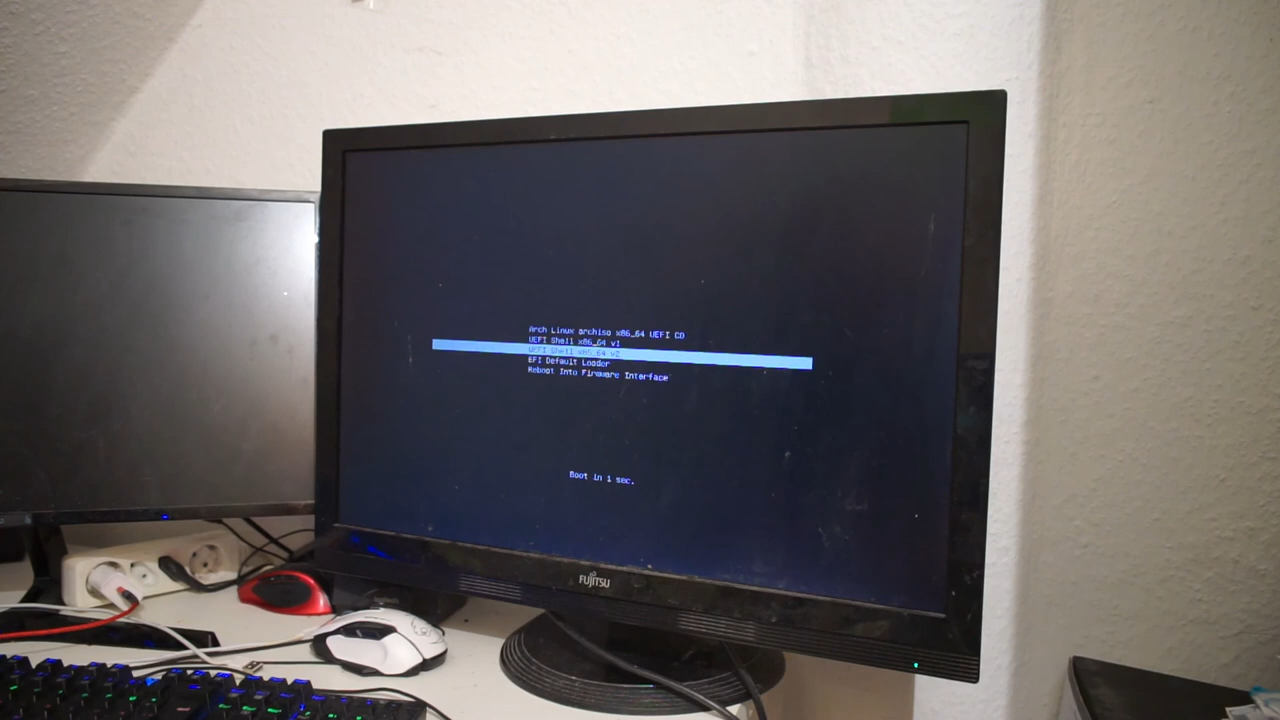 Arch Linux archiso x86_64 UEFI CD
UEFI Shell x86_64 v1
UEFI Shell x86_64 v2
EFI Default Loader
Reboot Into Firmware Interface
Boot in 1 sec.
FUJITSU